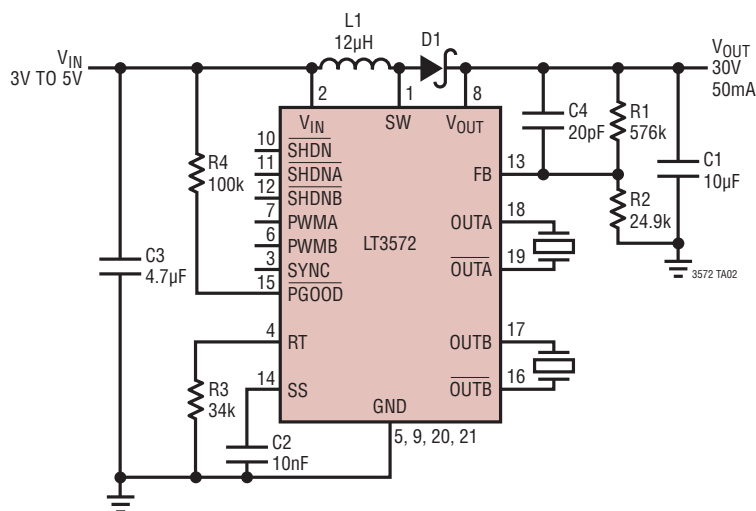 L1
12µH
D1
VIN
3V TO 5V
VOUT
30V
50mA
2
1
8
VIN
SW
VOUT
C4
20pF
R1
576k
C1
10µF
R2
24.9k
R4
100k
10
SHDN
11
SHDNA
12
SHDNB
7
PWMA
6
PWMB
3
SYNC
15
PGOOD
LT3572
FB
13
OUTA
18
OUTA
19
3572 TA02
C3
4.7µF
4
RT
14
SS
OUTB
17
OUTB
16
R3
34k
C2
10nF
GND
5, 9, 20, 21